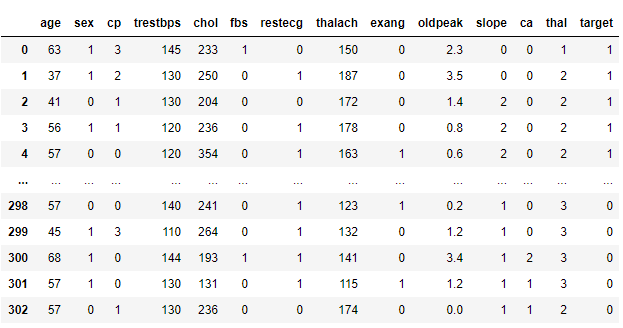 age sex cp trestbps chol fbs restecg thalach exang oldpeak slope ca thal target
0 63 1 3 145 233 1 0 150 0 2.3 0 0 1 1
1 37 1 2 130 250 0 1 187 0 3.5 0 0 2 1
2 41 0 1 130 204 0 0 172 0 1.4 2 0 2 1
3 56 1 1 120 236 0 1 178 0 0.8 2 0 2 1
4 57 0 0 120 354 0 1 163 1 0.6 2 0 2 1
... ... ... ... ... ... ... ... ... ... ... ... ... ... ...
298 57 0 0 140 241 0 1 123 1 0.2 1 0 3 0
299 45 1 3 110 264 0 1 132 0 1.2 1 0 3 0
300 68 1 0 144 193 1 1 141 0 3.4 1 2 3 0
301 57 1 0 130 131 0 1 115 1 1.2 1 1 3 0
302 57 0 1 130 236 0 0 174 0 0.0 1 1 2 0